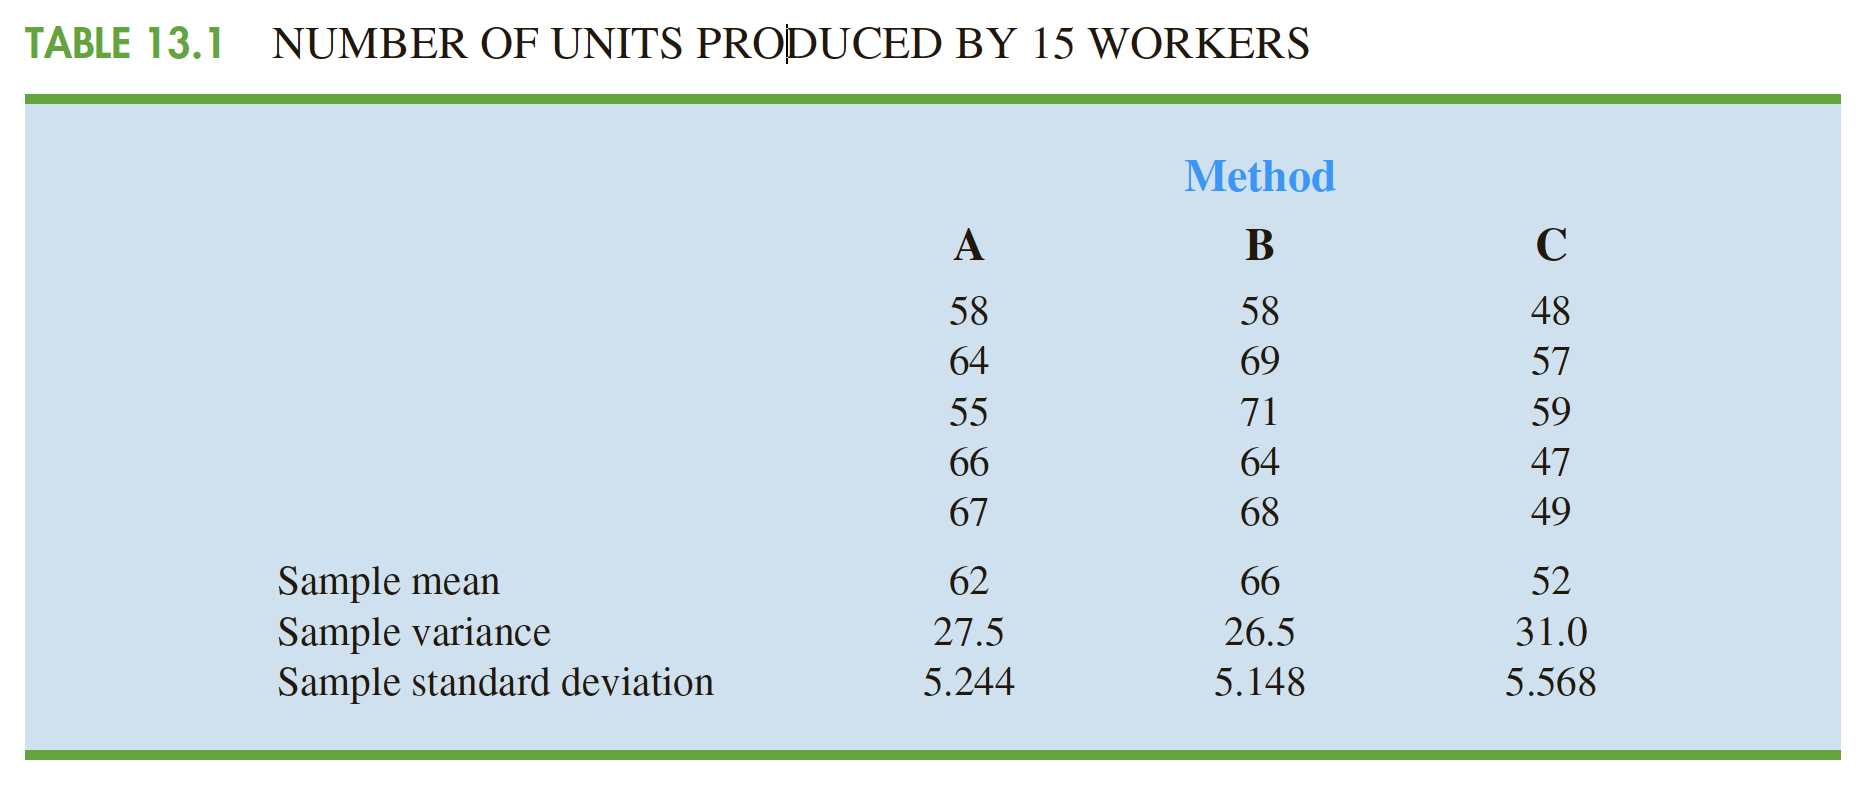 TABLE 13.1 NUMBER OF UNITS PRODUCED BY 15 WORKERS
Method
A B C
58 58 48
64 69 57
55 71 59
66 64 47
67 68 49
Sample mean 62 66 52
Sample variance 27.5 26.5 31.0
Sample standard deviation 5.244 5.148 5.568